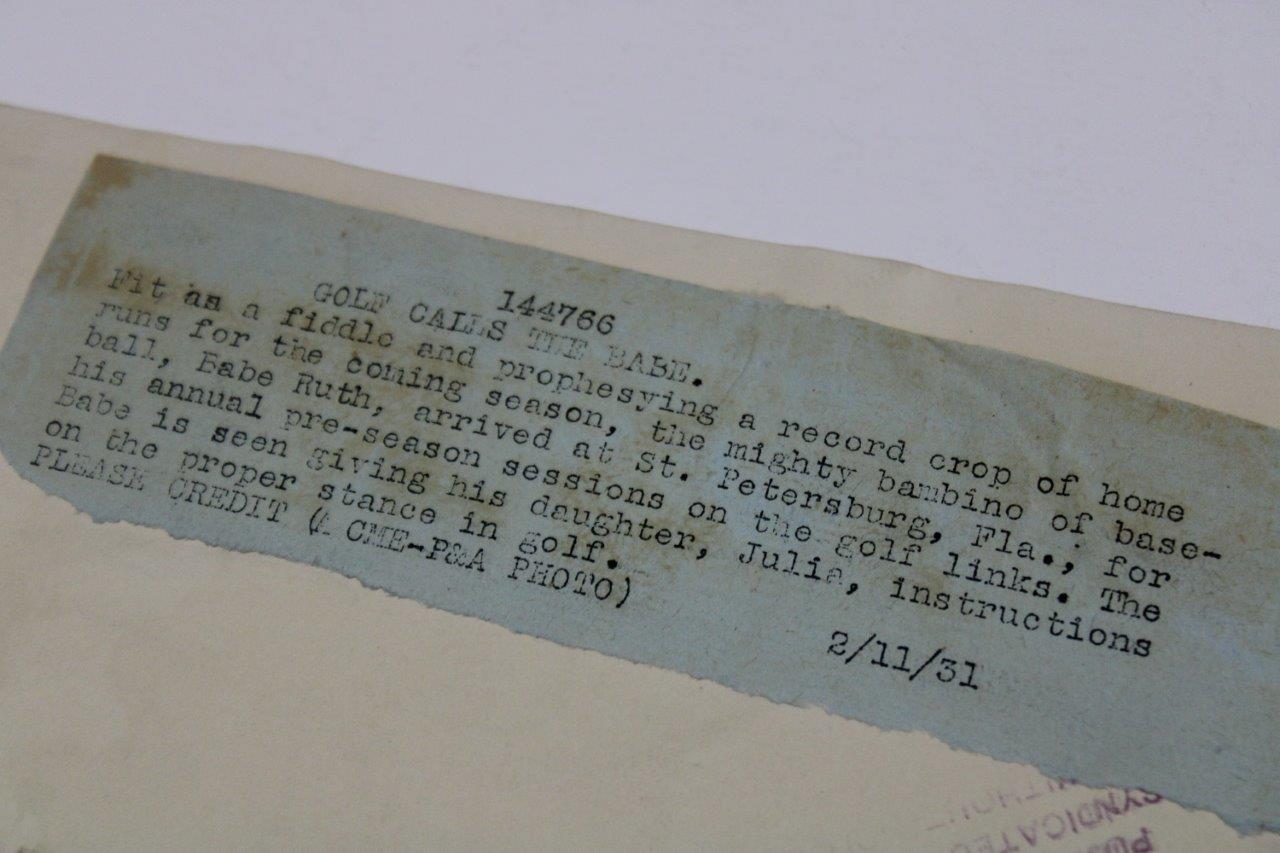 144766
GOLF CALLS THE BABE.
Fit as a fiddle and prophesying a record crop of home
runs for the coming season, the mighty bambino of base-
ball, Babe Ruth, arrived at St. Petersburg, Fla., for
his annual pre-season sessions on the golf links. The
Babe is seen giving his daughter, Julia, instructions
on the proper stance in golf.
PLEASE CREDIT (A CME-P&A PHOTO)
2/11/31
SYNDICATED
WITHOUT